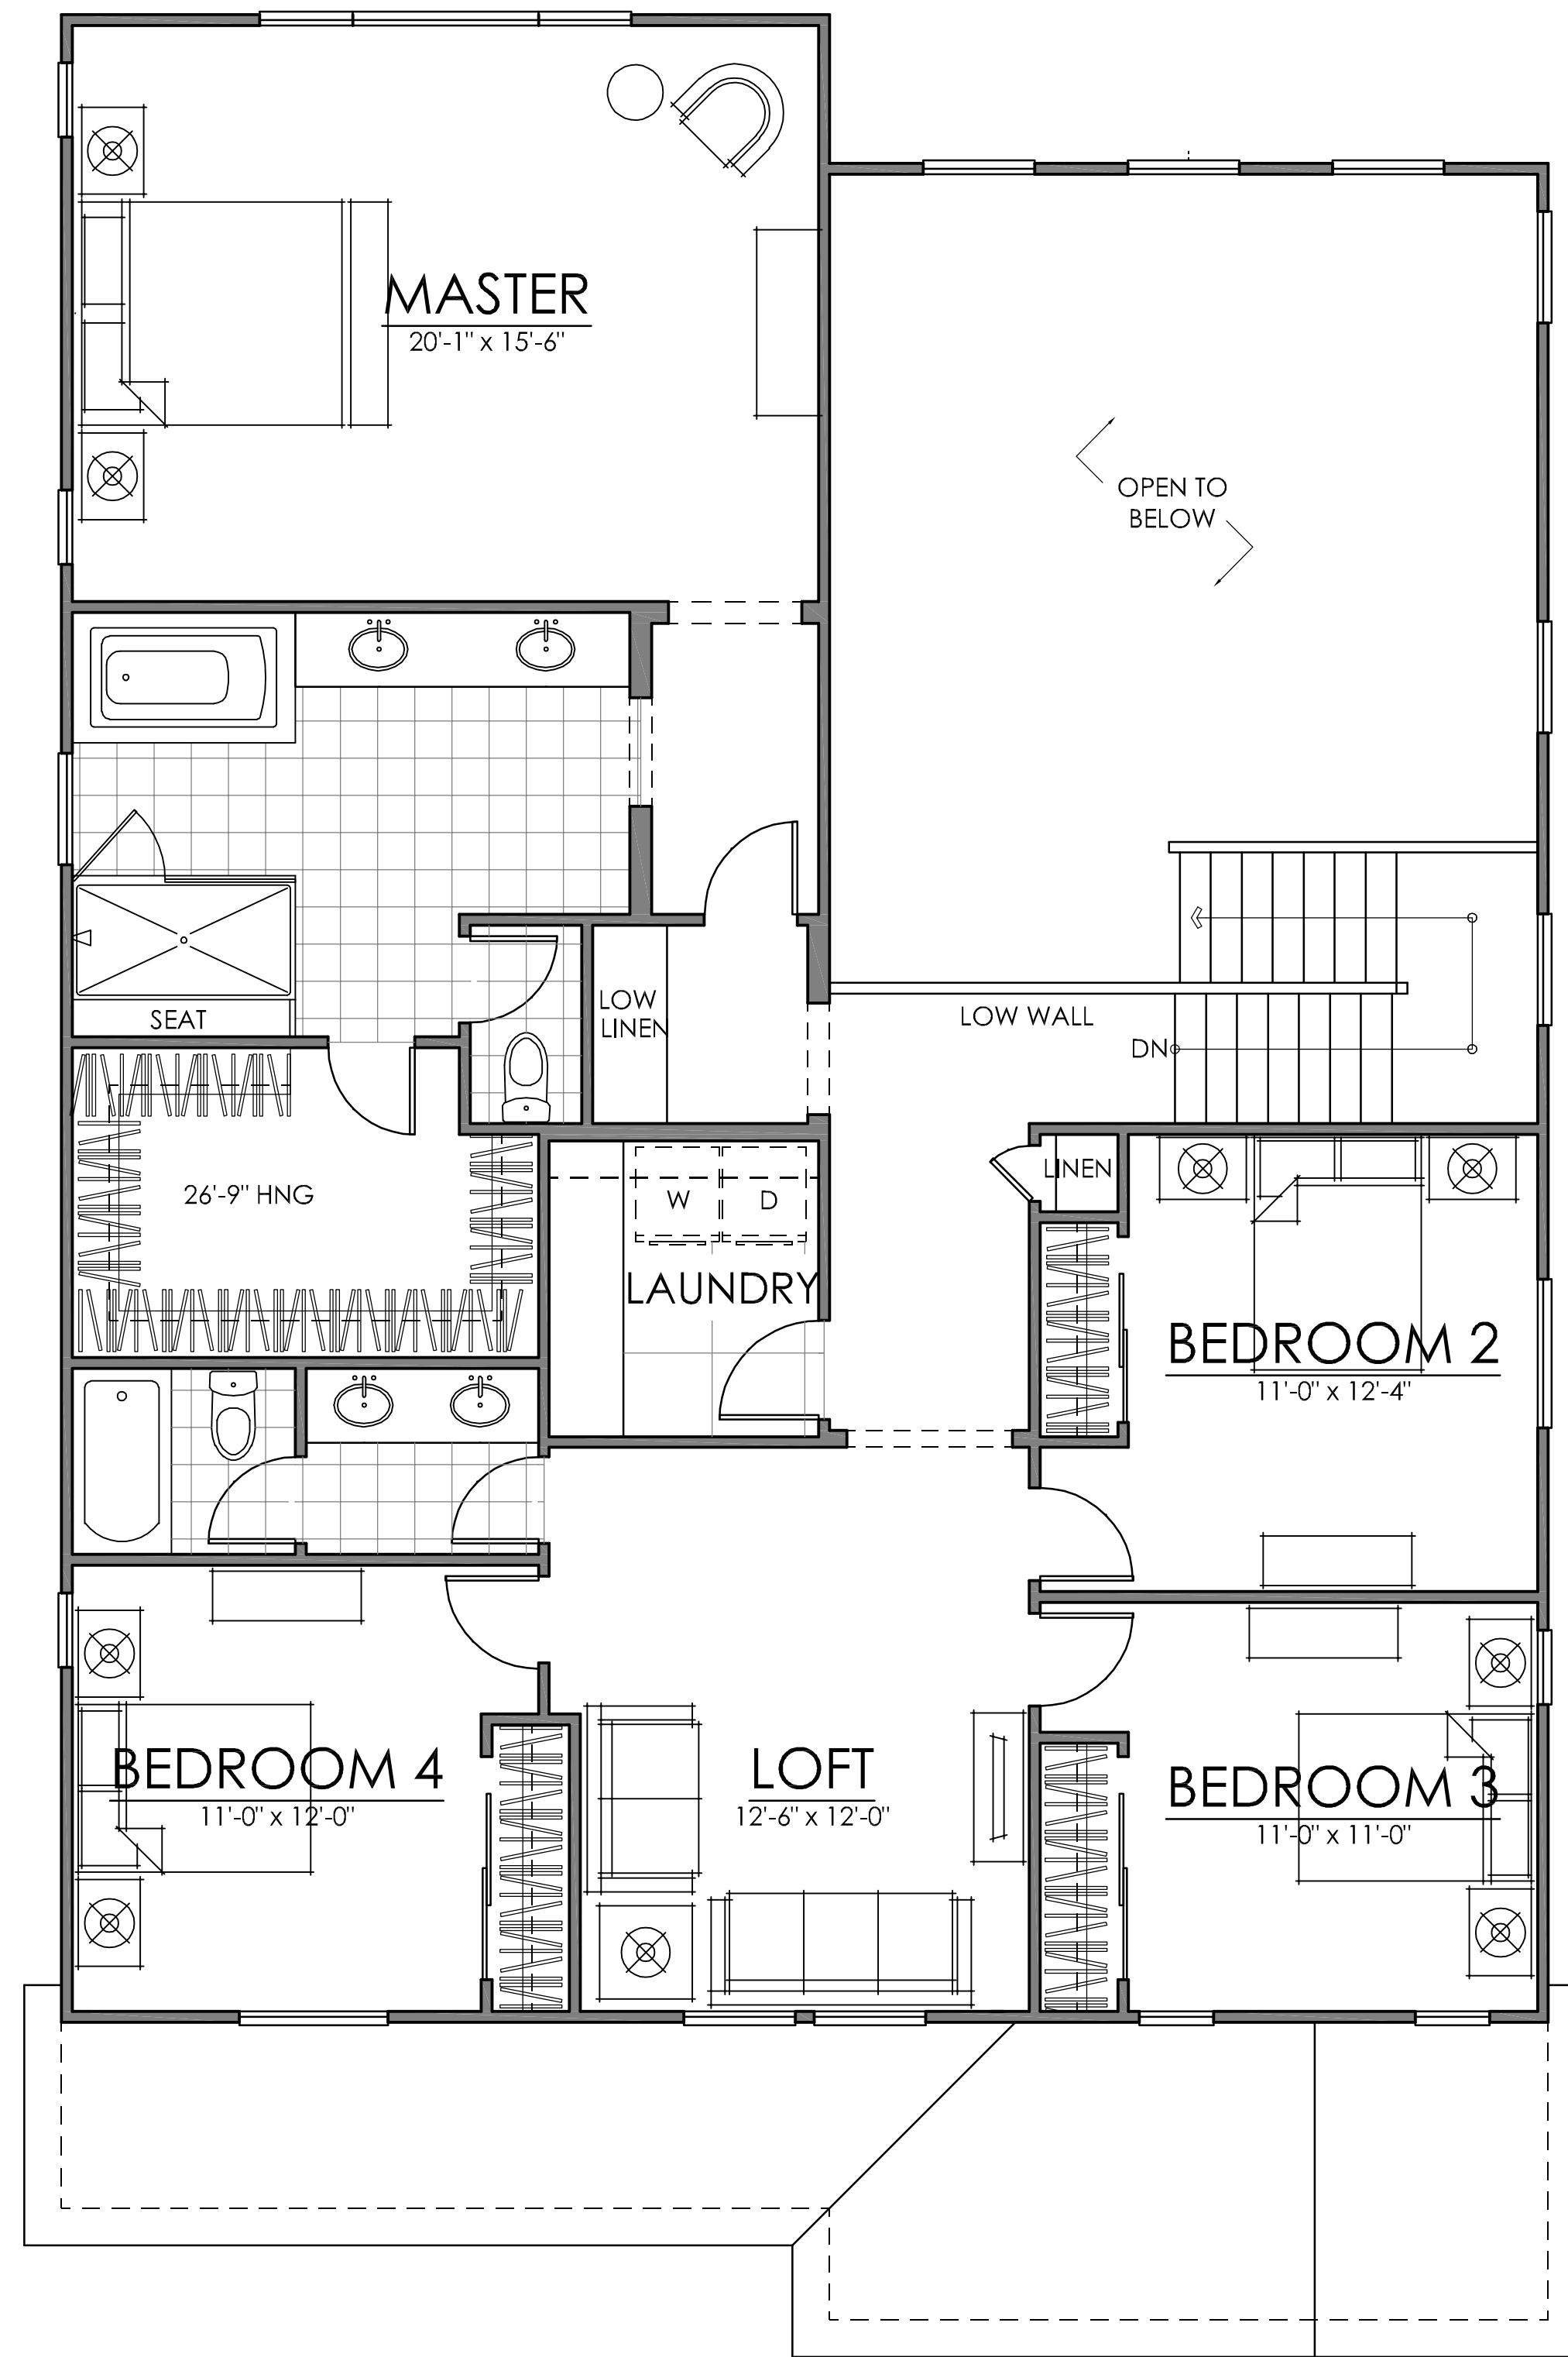 MASTER
20'-1" x 15'-6"
OPEN TO
BELOW
LOW
LINEN
LOW WALL
SEAT
DN
LINEN
26'-9" HNG
W
D
LAUNDRY
BEDROOM 2
11'-0" x 12'-4"
BEDROOM 4
11'-0" x 12'-0"
LOFT
12'-6" x 12'-0"
BEDROOM 3
11'-0" x 11'-0"